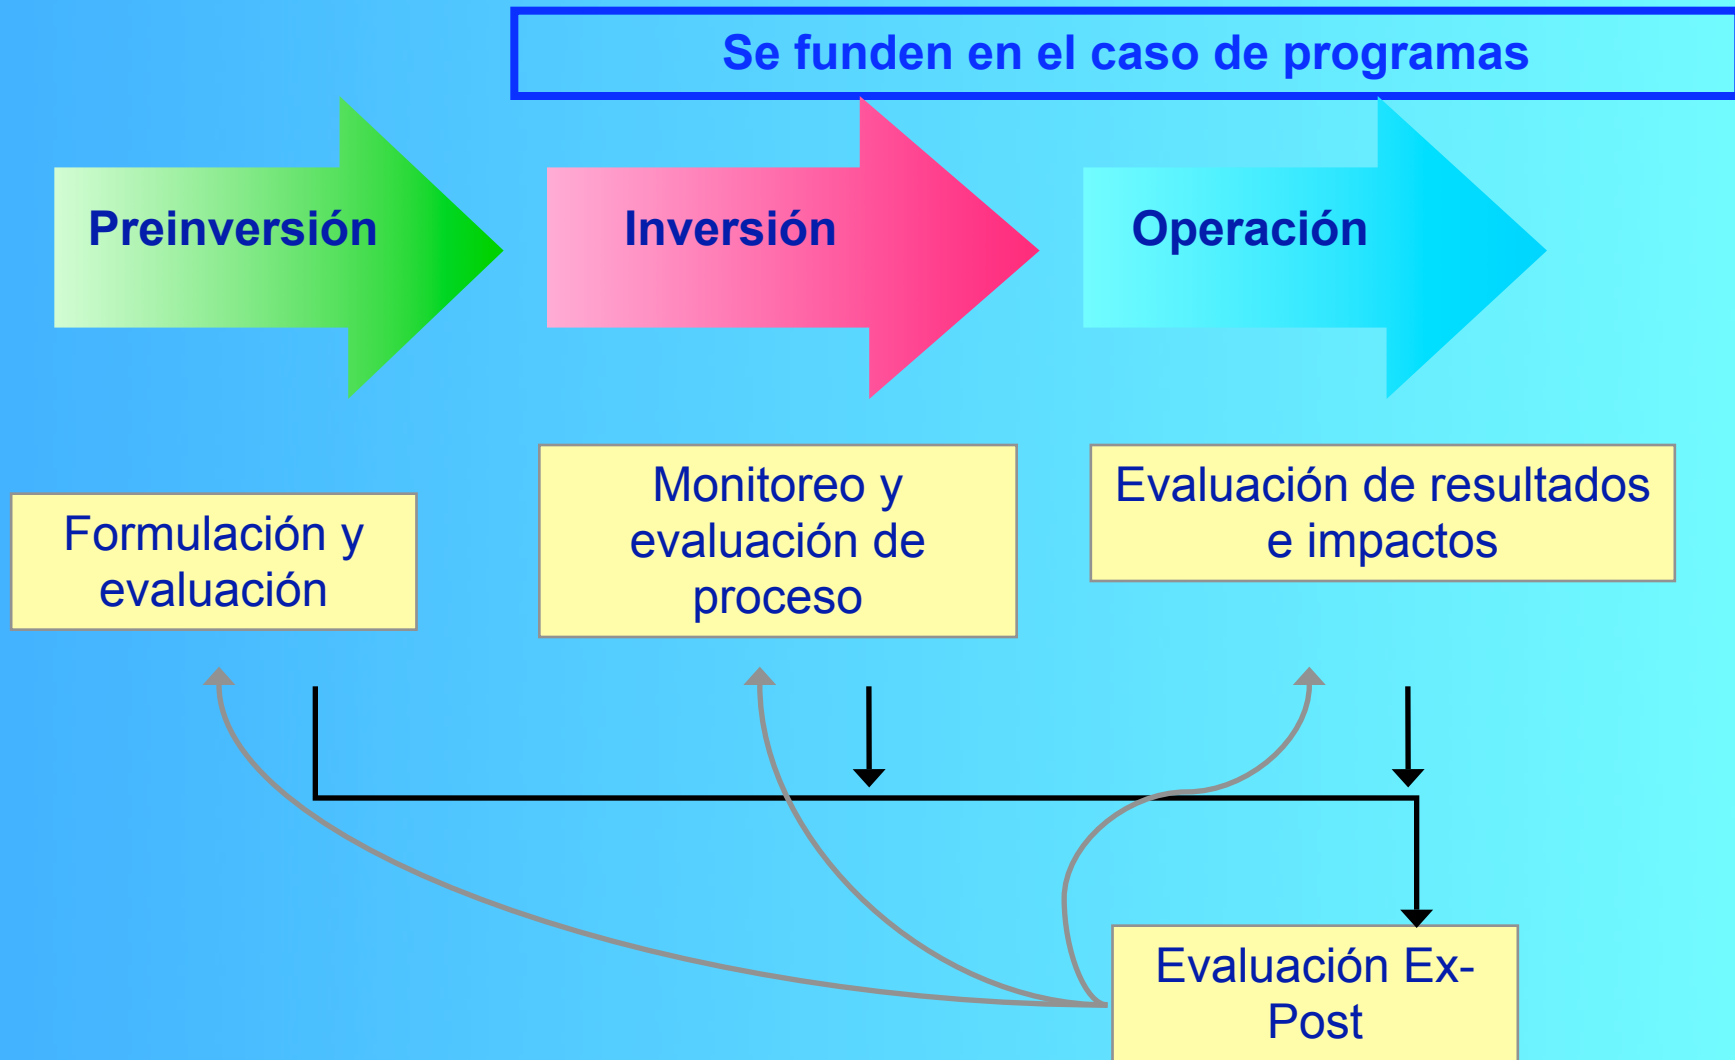 Se funden en el caso de programas
Preinversión
Inversión
Operación
Formulación y
evaluación
Monitoreo y
evaluación de
proceso
Evaluación de resultados
e impactos
Evaluación Ex-
Post